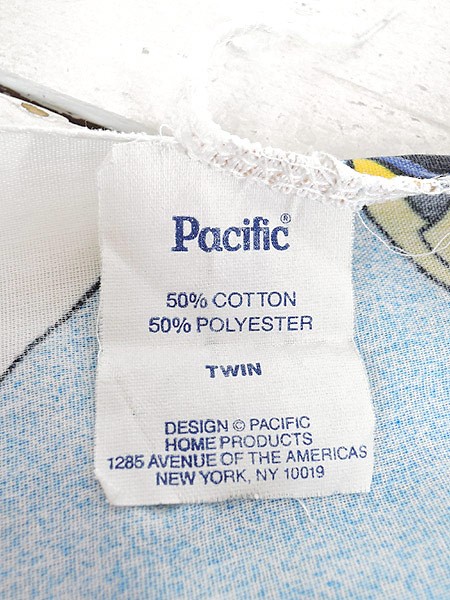 Pacific®
50% COTTON
50% POLYESTER
TWIN
DESIGN © PACIFIC
HOME PRODUCTS
1285 AVENUE OF THE AMERICAS
NEW YORK, NY 10019